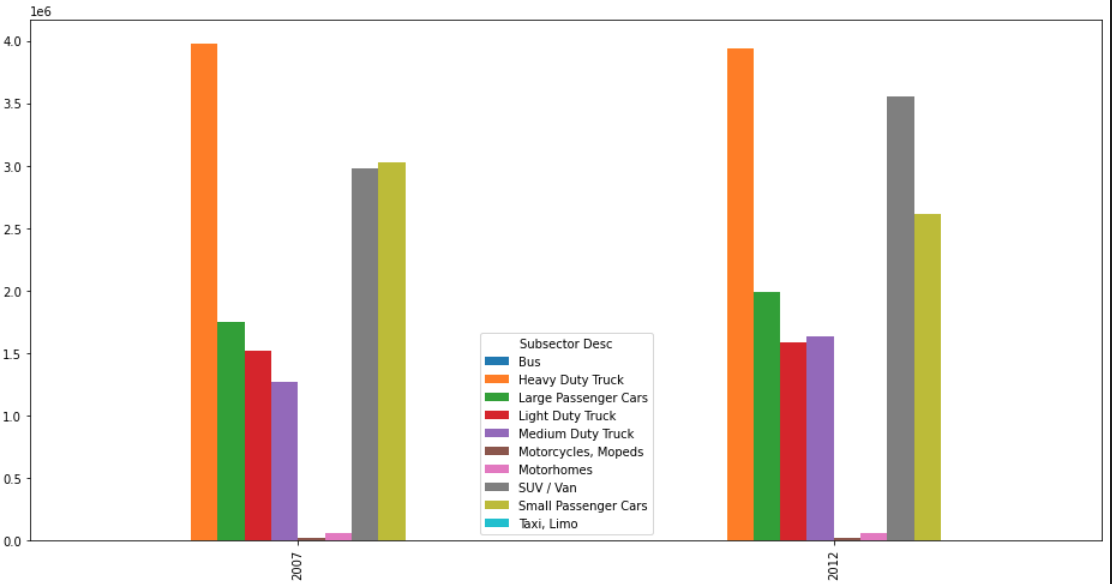 1e6
4.0
3.5
3.0
2.5
2.0
1.5
1.0
0.5
0.0
Subsector Desc
Bus
Heavy Duty Truck
Large Passenger Cars
Light Duty Truck
Medium Duty Truck
Motorcycles, Mopeds
Motorhomes
SUV / Van
Small Passenger Cars
Taxi, Limo
2007
2012